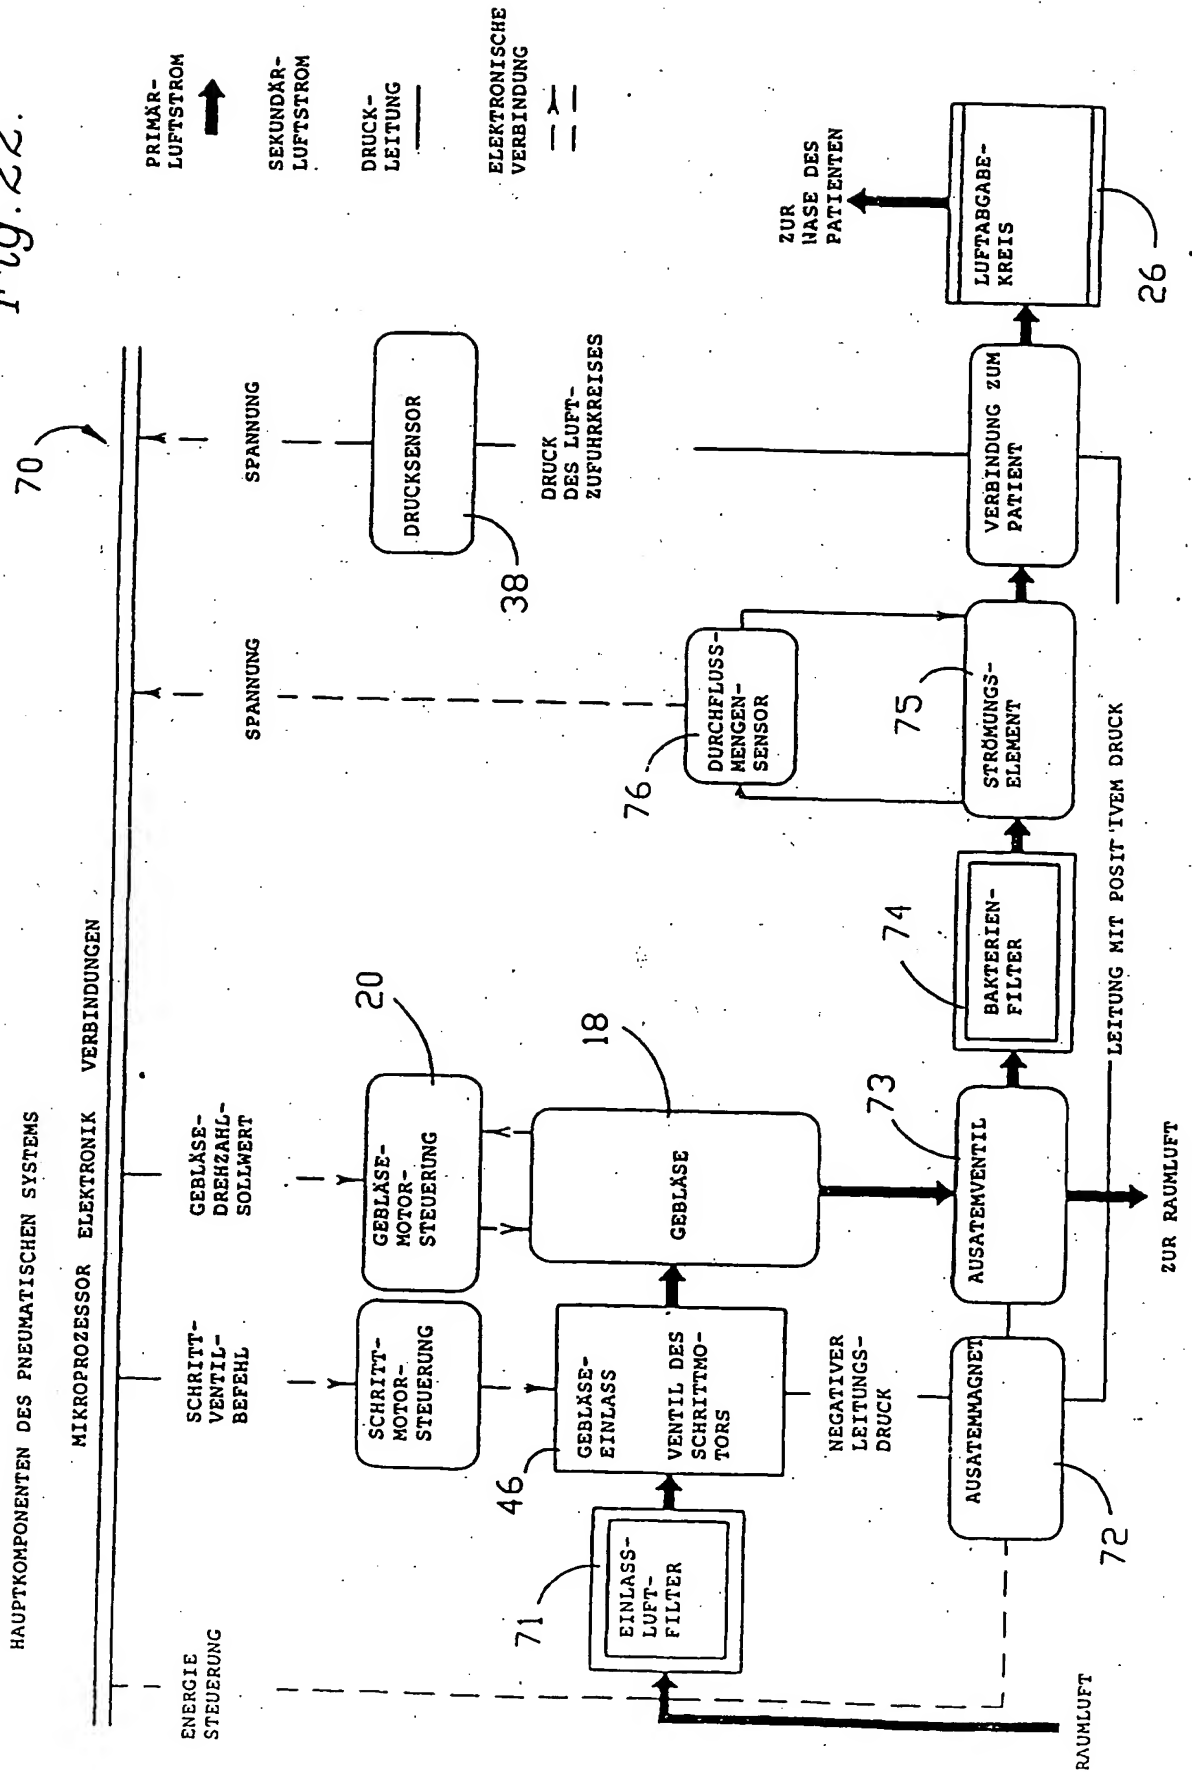 Fig. 22.
HAUPTKOMPONENTEN DES PNEUMATISCHEN SYSTEMS
70
MIKROPROZESSOR ELEKTRONIK VERBINDUNGEN
PRIMÄR-
LUFTSTROM
SEKUNDÄR-
LUFTSTROM
DRUCK-
LEITUNG
ELEKTRONISCHE
VERBINDUNG
ENERGIE
STEUERUNG
SCHRITT-
VENTIL-
BEFEHL
GEBLÄSE-
DREHZAHL-
SOLLWERT
SPANNUNG
SPANNUNG
SCHRITT-
MOTOR-
STEUERUNG
GEBLÄSE-
MOTOR-
STEUERUNG
20
DRUCKSENSOR
38
DRUCK
DES LUFT-
ZUFUHRKREISES
71
EINLASS-
LUFT-
FILTER
46
GEBLÄSE-
EINLASS
VENTIL DES
SCHRITTMO-
TORS
GEBLÄSE
18
76
DURCHFLUSS-
MENGEN-
SENSOR
ZUR
NASE DES
PATIENTEN
NEGATIVER
LEITUNGS-
DRUCK
AUSATEMMAGNET
72
AUSATEMVENTIL
73
BAKTERIEN-
FILTER
74
STRÖMUNGS-
ELEMENT
75
VERBINDUNG ZUM
PATIENT
LUFTABGABE-
KREIS
26
RAUMLUFT
ZUR RAUMLUFT
LEITUNG MIT POSIT'IVEM DRUCK